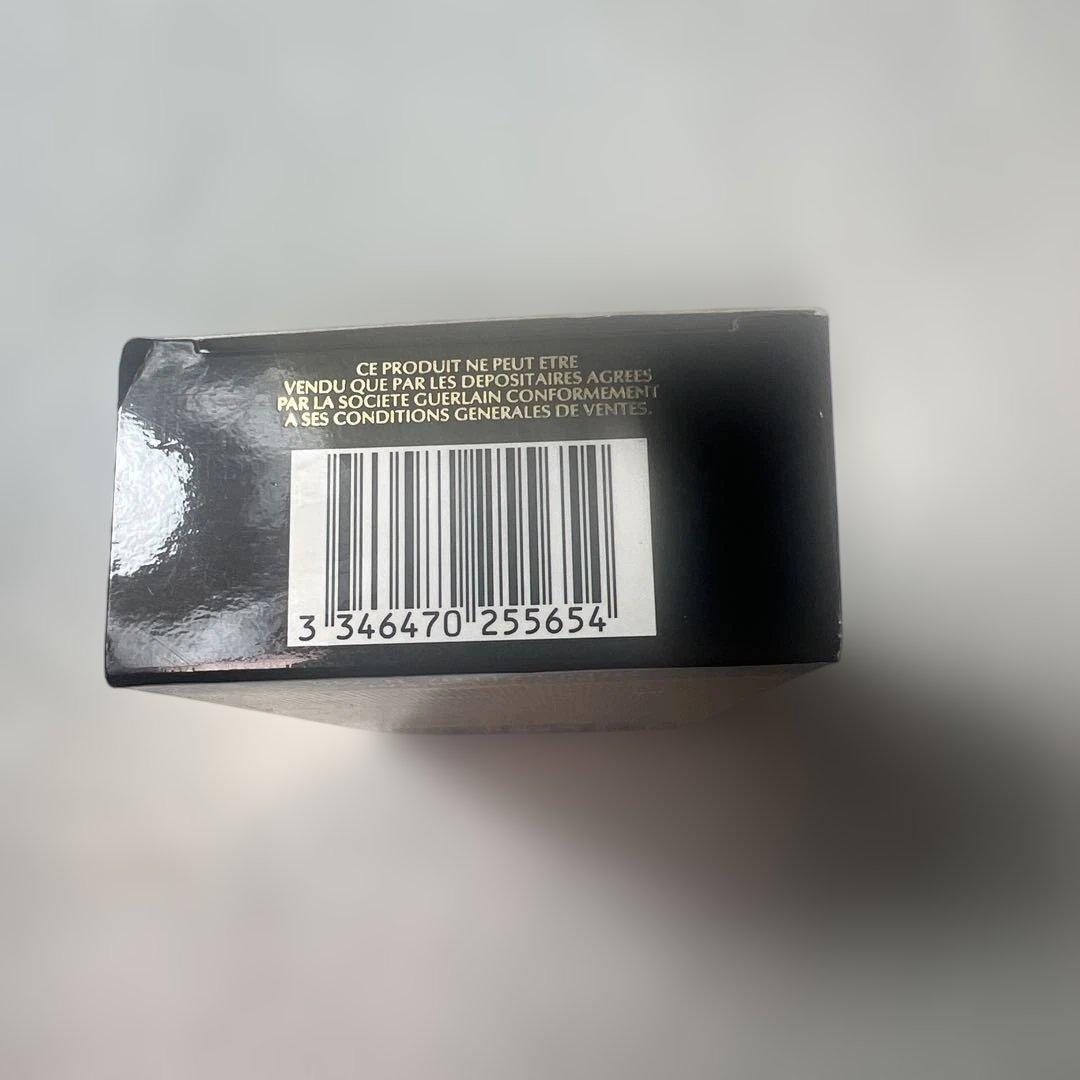 CE PRODUIT NE PEUT ETRE
VENDU QUE PAR LES DEPOSITAIRES AGREES
PAR LA SOCIETE GUERLAIN CONFORMEMENT
A SES CONDITIONS GENERALES DE VENTES.
3 346470 255654